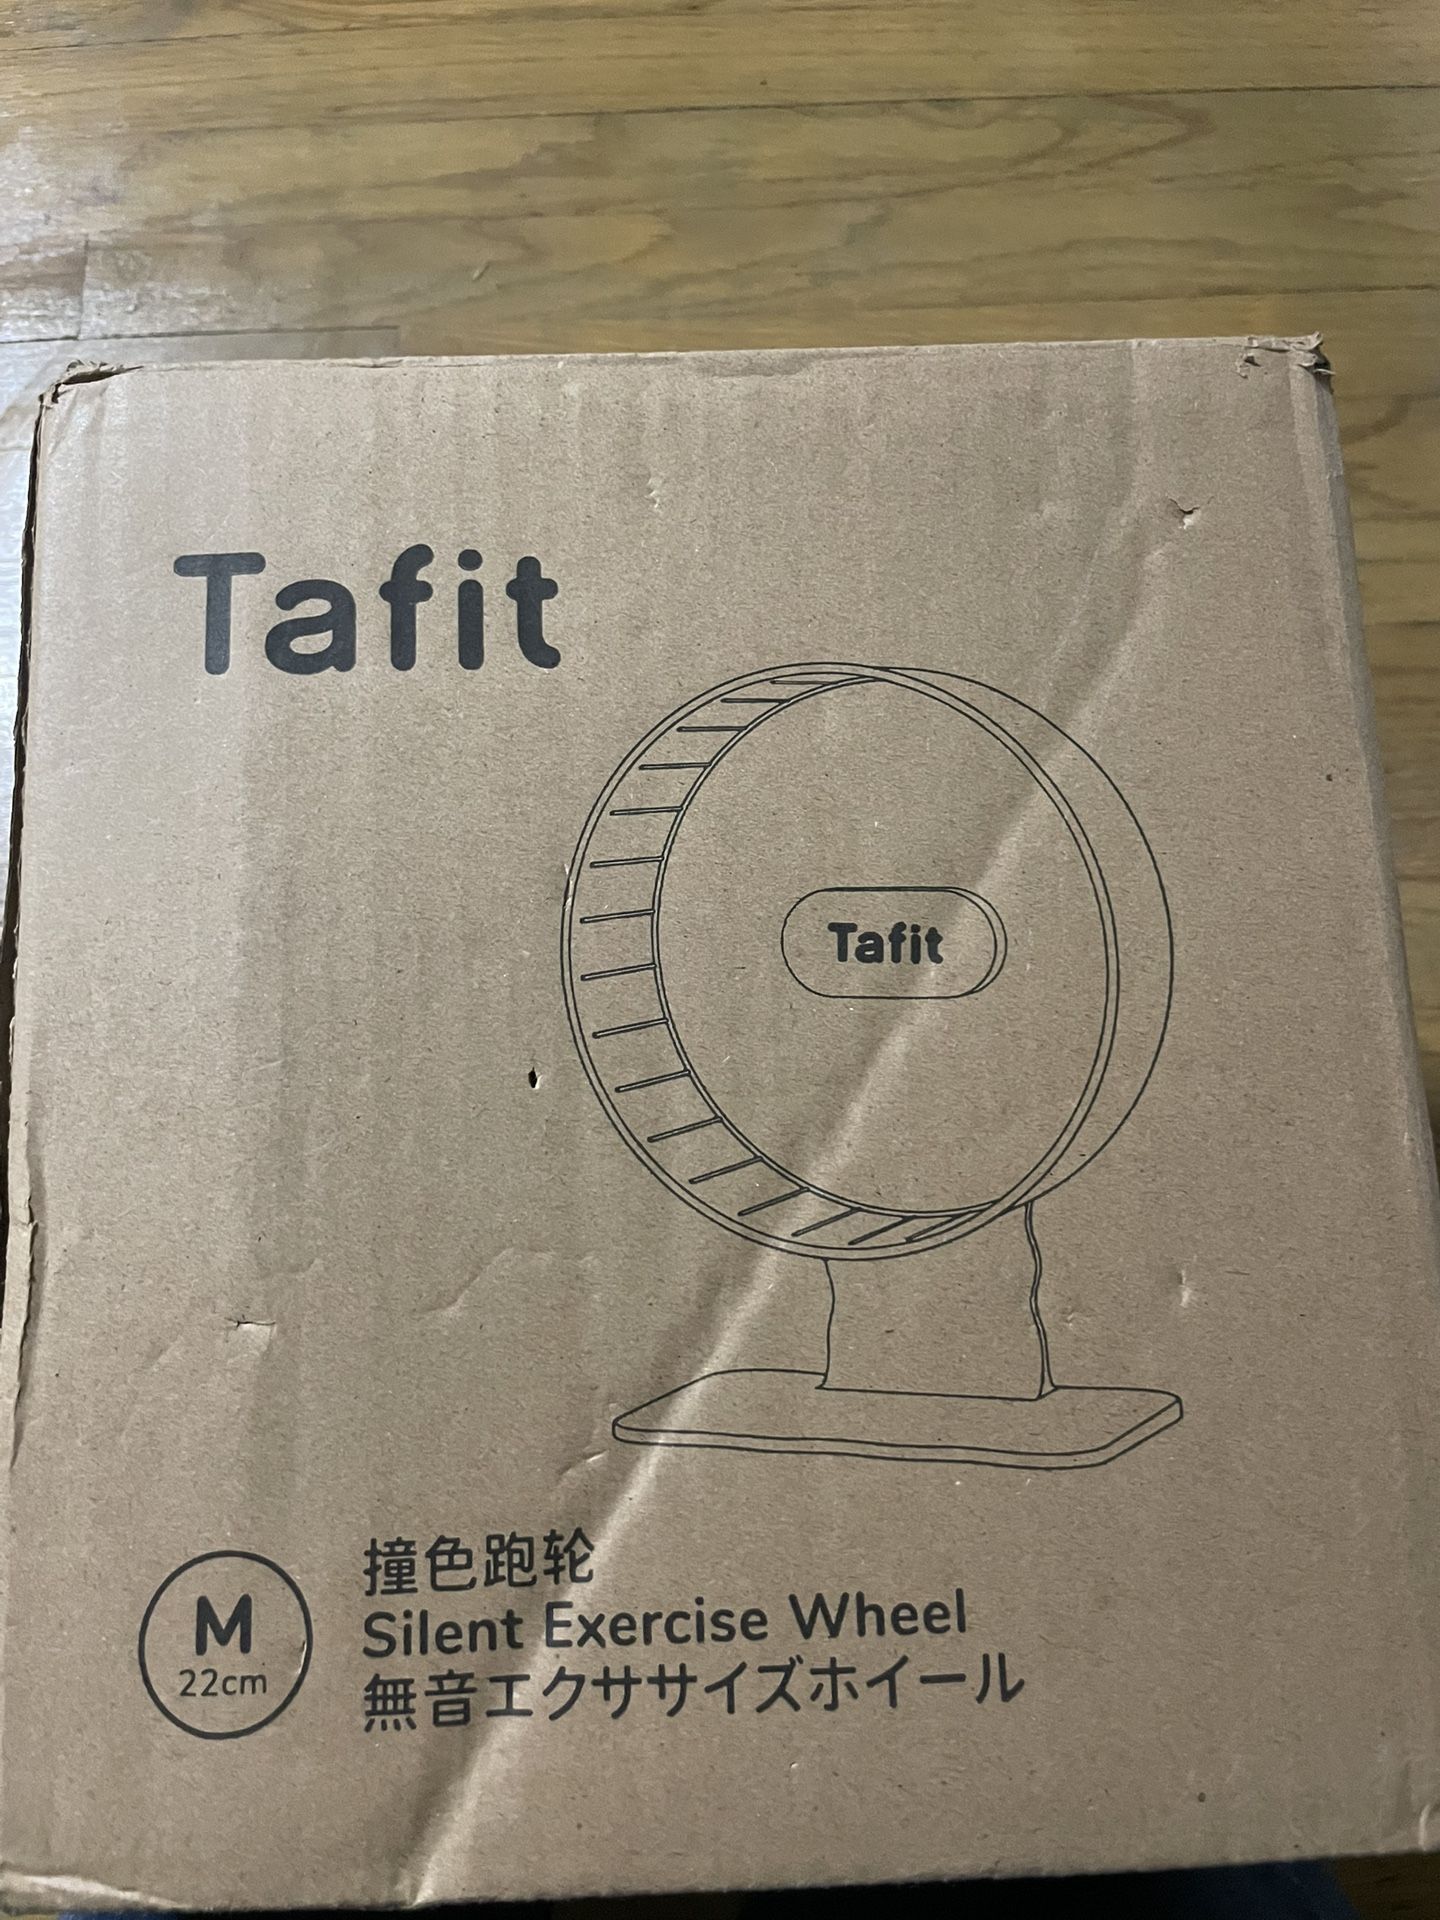 Tafit
Tafit
M
22cm
撞色跑轮
Silent Exercise Wheel
無音エクササイズホイール